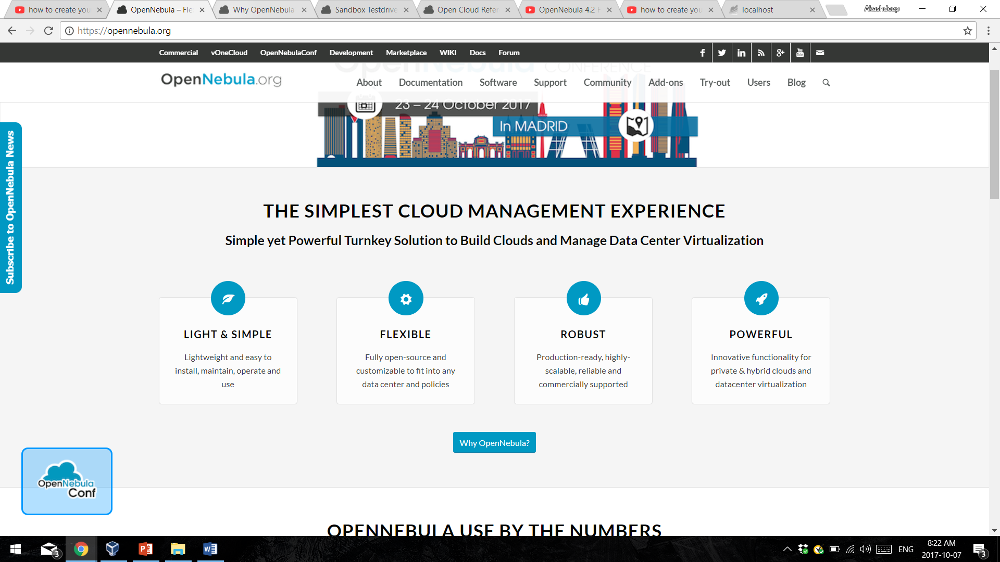 how to create you
OpenNebula – Fle
Why OpenNebula
Sandbox Testdrive
Open Cloud Refer
OpenNebula 4.2 F
how to create you
localhost
Akashdeep
https://opennebula.org
Commercial vOneCloud OpenNebulaConf Development Marketplace WIKI Docs Forum
OpenNebula CONFERENCE
OpenNebula.org
About Documentation Software Support Community Add-ons Try-out Users Blog
23 – 24 October 2017
In MADRID
Subscribe to OpenNebula News
THE SIMPLEST CLOUD MANAGEMENT EXPERIENCE
Simple yet Powerful Turnkey Solution to Build Clouds and Manage Data Center Virtualization
LIGHT & SIMPLE
Lightweight and easy to
install, maintain, operate and
use
FLEXIBLE
Fully open-source and
customizable to fit into any
data center and policies
ROBUST
Production-ready, highly-
scalable, reliable and
commercially supported
POWERFUL
Innovative functionality for
private & hybrid clouds and
datacenter virtualization
Why OpenNebula?
OpenNebula
Conf
OPENNEBULA USE BY THE NUMBERS
3
ENG
8:22 AM
2017-10-07
3